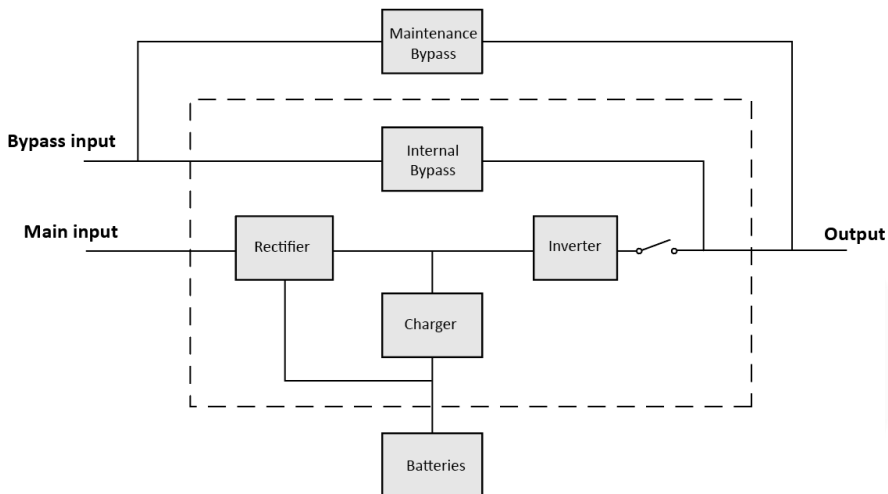 Maintenance
Bypass
Bypass input
Internal
Bypass
Main input
Rectifier
Inverter
Output
Charger
Batteries